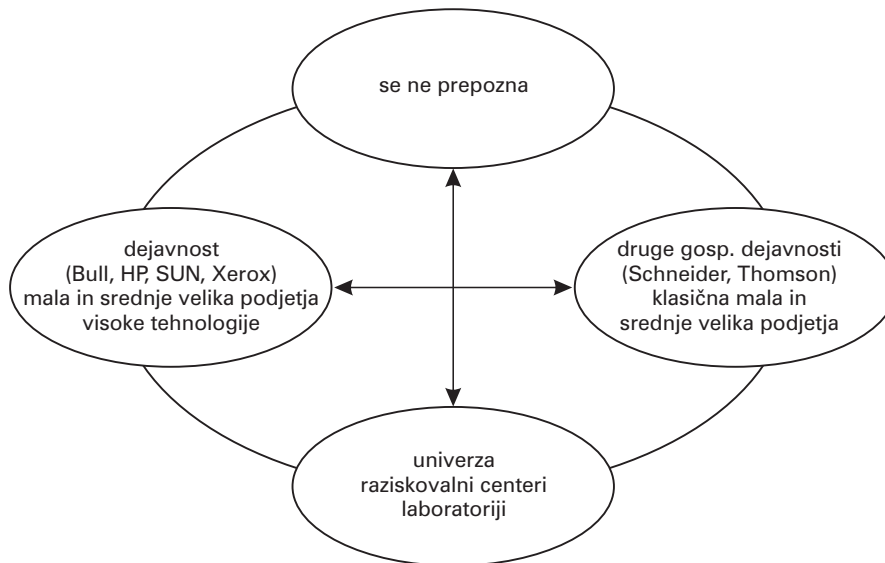 se ne prepozna
dejavnost
(Bull, HP, SUN, Xerox)
mala in srednje velika podjetja
visoke tehnologije
druge gosp. dejavnosti
(Schneider, Thomson)
klasična mala in
srednje velika podjetja
univerza
raziskovalni centeri
laboratoriji